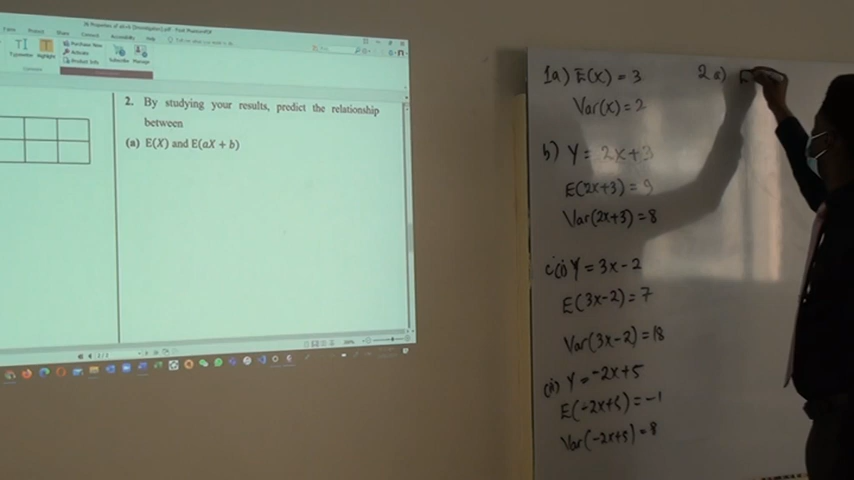 2. By studying your results, predict the relationship
between
(a) E(X) and E(aX + b)
1a) E(x) = 3
Var(x) = 2
b) Y = 2x+3
E(2x+3) = 9
Var(2x+3) = 8
c(i) Y = 3x-2
E(3x-2) = 7
Var(3x-2) = 18
(ii) Y = -2x+5
E(-2x+5) = -1
Var(-2x+5) = 8
2 a)